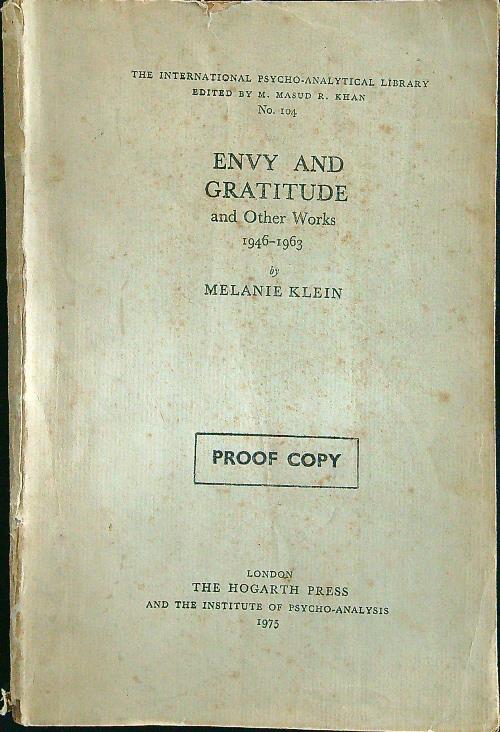 THE INTERNATIONAL PSYCHO-ANALYTICAL LIBRARY
EDITED BY M. MASUD R. KHAN
No. 104
ENVY AND
GRATITUDE
and Other Works
1946–1963
by
MELANIE KLEIN
PROOF COPY
LONDON
THE HOGARTH PRESS
AND THE INSTITUTE OF PSYCHO-ANALYSIS
1975